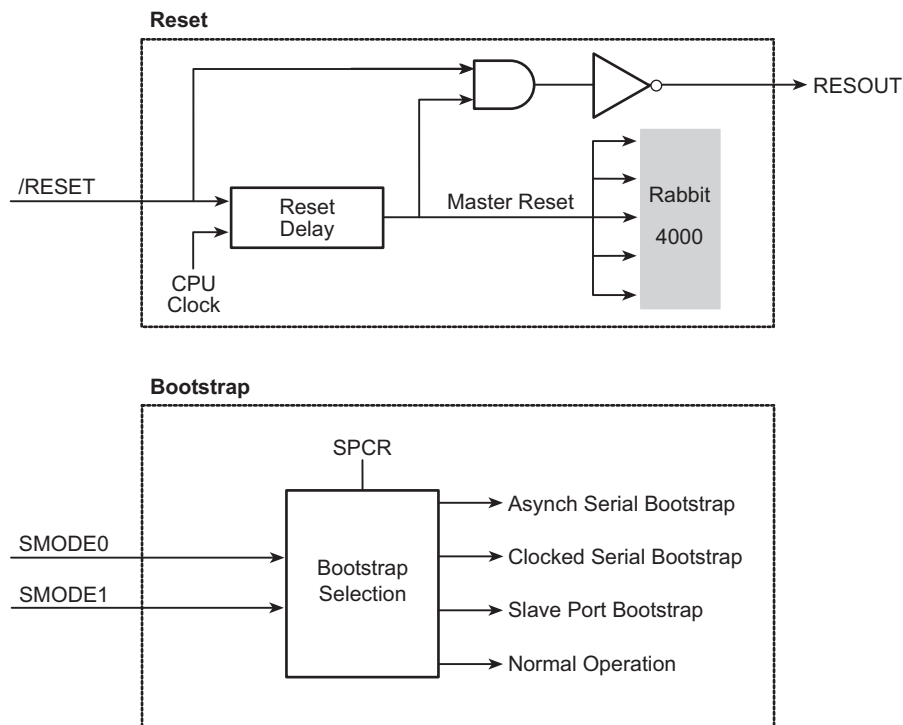 Reset
RESOUT
/RESET
Reset
Delay
Master Reset
Rabbit
4000
CPU
Clock
Bootstrap
SPCR
SMODE0
SMODE1
Bootstrap
Selection
Asynch Serial Bootstrap
Clocked Serial Bootstrap
Slave Port Bootstrap
Normal Operation